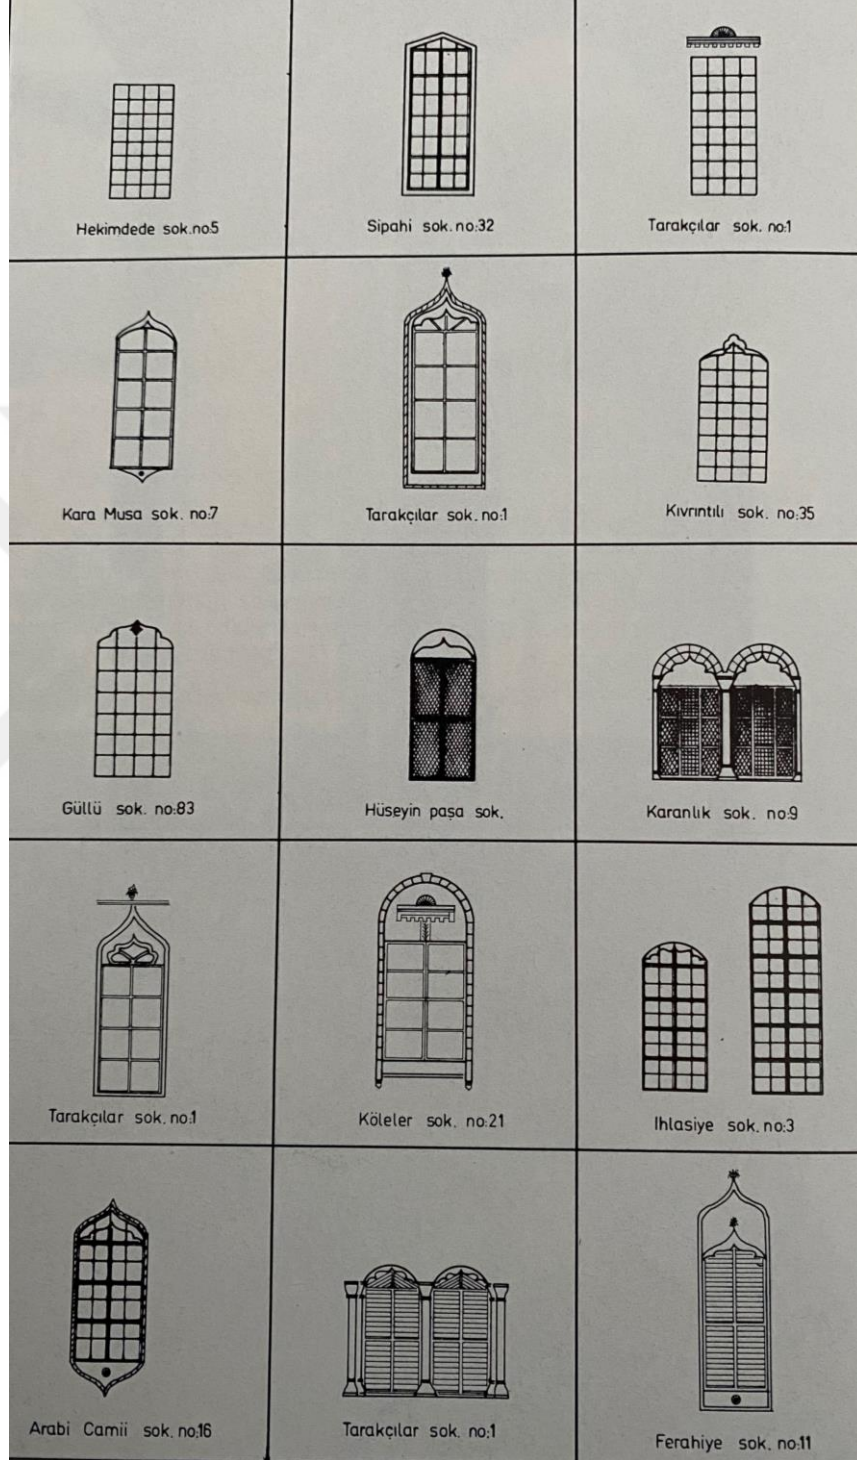 Hekimdede sok.no:5
Sipahi sok.no:32
Tarakçılar sok. no:1
Kara Musa sok. no:7
Tarakçılar sok.no:1
Kıvrıntılı sok. no:35
Güllü sok. no:83
Hüseyin paşa sok.
Karanlık sok. no:9
Tarakçılar sok. no:1
Köleler sok. no:21
Ihlasiye sok. no:3
Arabi Camii sok. no:16
Tarakçılar sok. no:1
Ferahiye sok. no:11